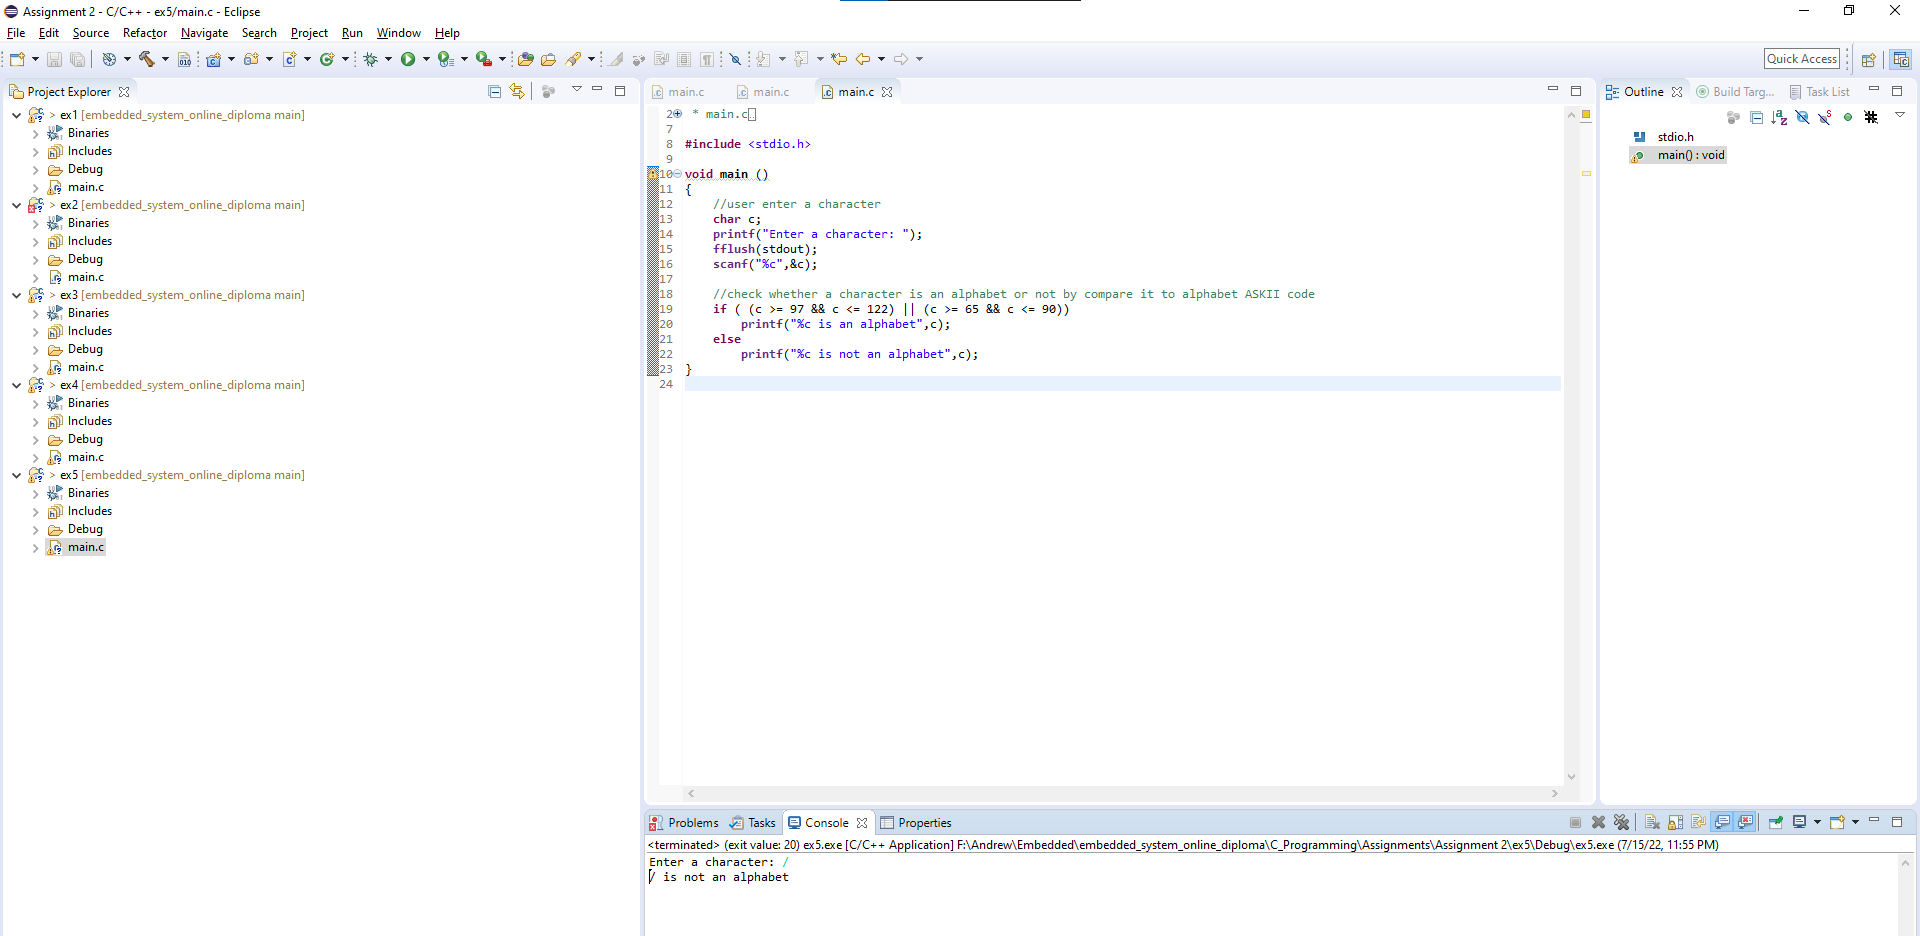 Assignment 2 - C/C++ - ex5/main.c - Eclipse
File Edit Source Refactor Navigate Search Project Run Window Help
Quick Access
Project Explorer
> ex1 [embedded_system_online_diploma main]
Binaries
Includes
Debug
main.c
> ex2 [embedded_system_online_diploma main]
Binaries
Includes
Debug
main.c
> ex3 [embedded_system_online_diploma main]
Binaries
Includes
Debug
main.c
> ex4 [embedded_system_online_diploma main]
Binaries
Includes
Debug
main.c
> ex5 [embedded_system_online_diploma main]
Binaries
Includes
Debug
main.c
main.c main.c main.c
2 * main.c
7
8 #include <stdio.h>
9
10 void main ()
11 {
12 //user enter a character
13 char c;
14 printf("Enter a character: ");
15 fflush(stdout);
16 scanf("%c",&c);
17
18 //check whether a character is an alphabet or not by compare it to alphabet ASKII code
19 if ( (c >= 97 && c <= 122) || (c >= 65 && c <= 90))
20 printf("%c is an alphabet",c);
21 else
22 printf("%c is not an alphabet",c);
23 }
24
Outline Build Targ... Task List
stdio.h
main() : void
Problems Tasks Console Properties
<terminated> (exit value: 20) ex5.exe [C/C++ Application] F:\Andrew\Embedded\embedded_system_online_diploma\C_Programming\Assignments\Assignment 2\ex5\Debug\ex5.exe (7/15/22, 11:55 PM)
Enter a character: /
/ is not an alphabet